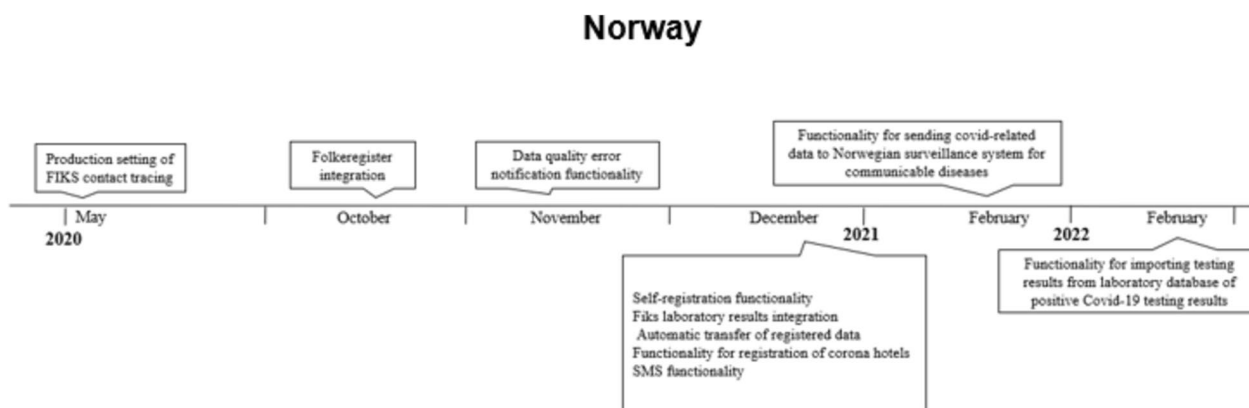 Norway
Production setting of
FIKS contact tracing
Folkeregister
integration
Data quality error
notification functionality
Functionality for sending covid-related
data to Norwegian surveillance system for
communicable diseases
May
October
November
December
February
February
2020
2021
2022
Self-registration functionality
Fiks laboratory results integration
Automatic transfer of registered data
Functionality for registration of corona hotels
SMS functionality
Functionality for importing testing
results from laboratory database of
positive Covid-19 testing results